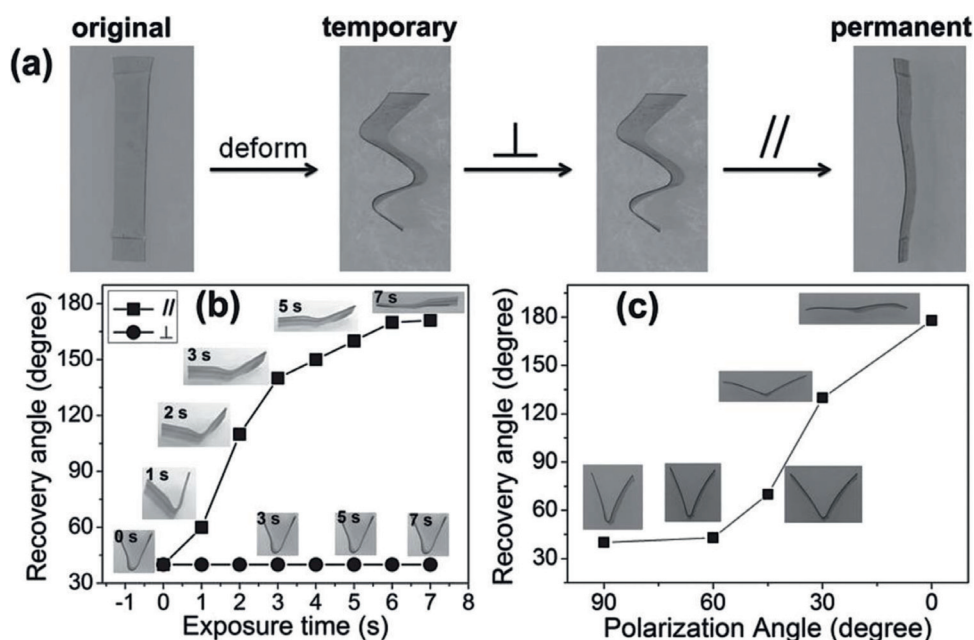 original temporary permanent
(a)
deform ⊥ //
(b)
Recovery angle (degree)
180
150
120
90
60
30
//
⊥
0 s
1 s
2 s
3 s
5 s
7 s
3 s
5 s
7 s
-1 0 1 2 3 4 5 6 7 8
Exposure time (s)
(c)
Recovery angle (degree)
180
150
120
90
60
30
90 60 30 0
Polarization Angle (degree)